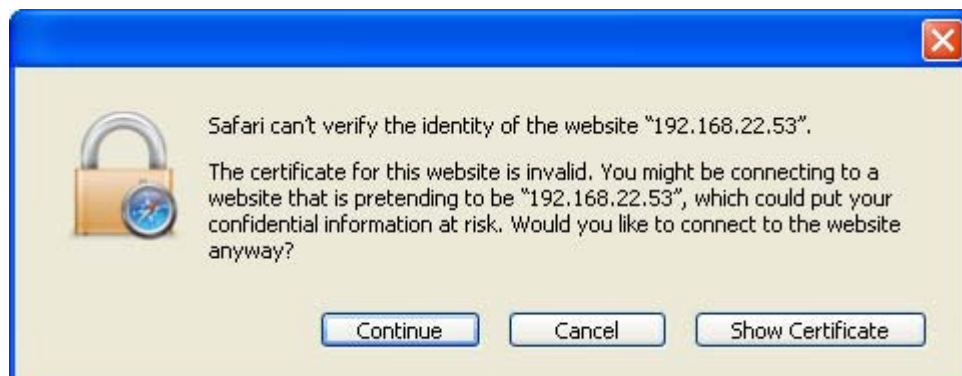 Safari can't verify the identity of the website “192.168.22.53”.
The certificate for this website is invalid. You might be connecting to a
website that is pretending to be “192.168.22.53”, which could put your
confidential information at risk. Would you like to connect to the website
anyway?
Continue Cancel Show Certificate